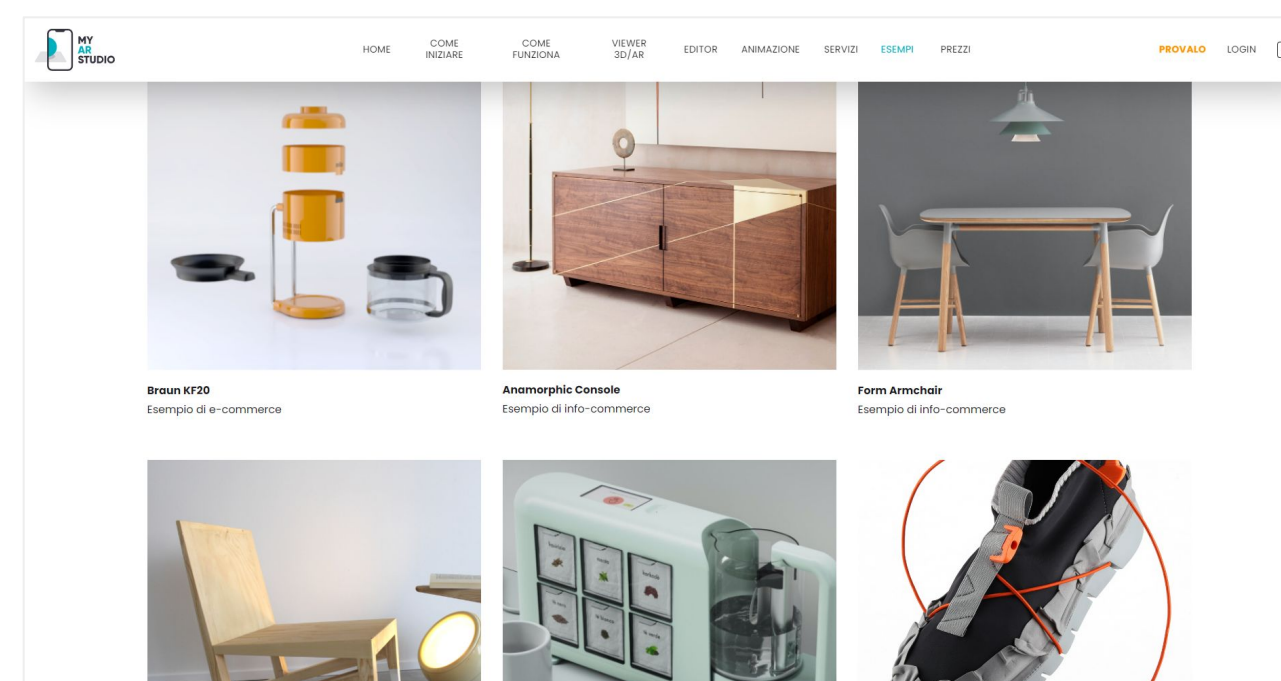 MY
AR
STUDIO
HOME
COME
INIZIARE
COME
FUNZIONA
VIEWER
3D/AR
EDITOR
ANIMAZIONE
SERVIZI
ESEMPI
PREZZI
PROVALO
LOGIN
Braun KF20
Esempio di e-commerce
Anamorphic Console
Esempio di info-commerce
Form Armchair
Esempio di info-commerce